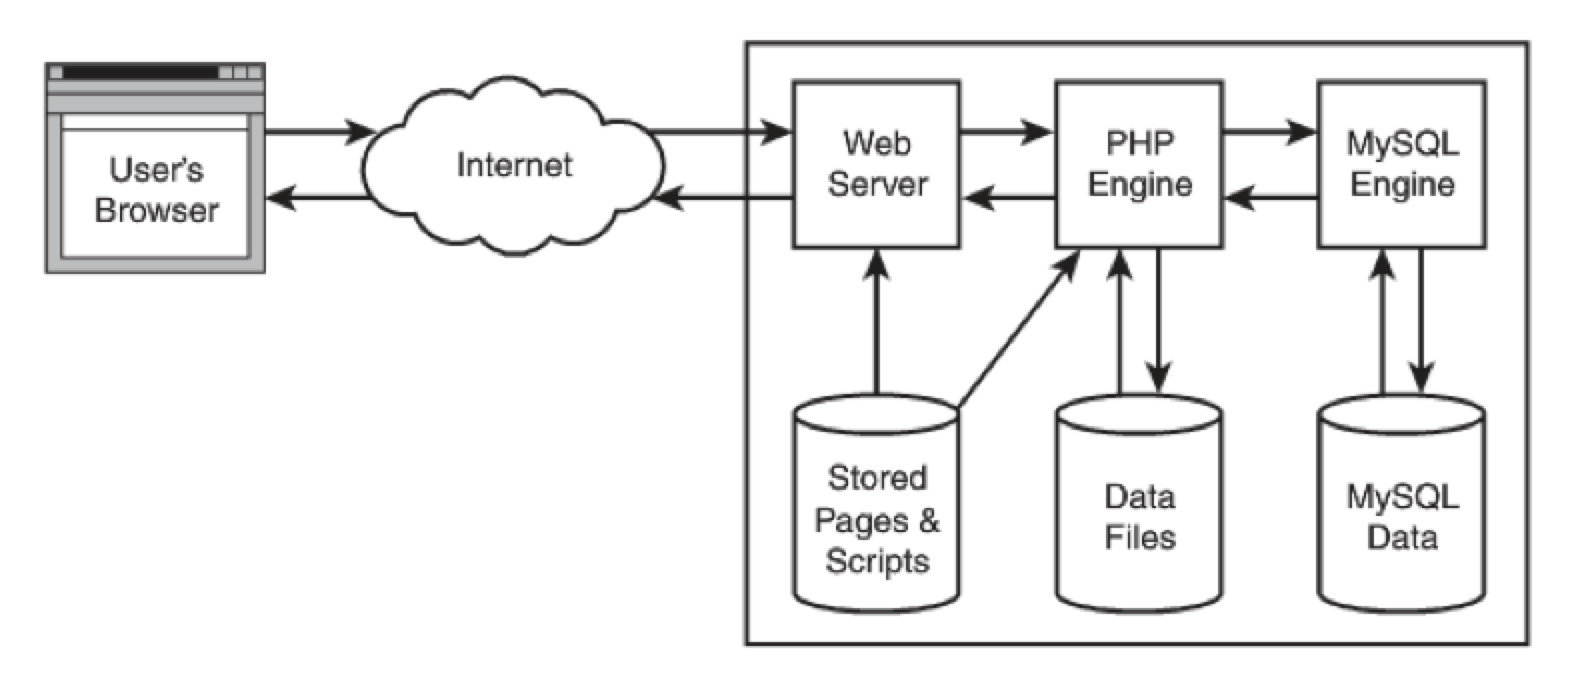 User's
Browser
Internet
Web
Server
PHP
Engine
MySQL
Engine
Stored
Pages &
Scripts
Data
Files
MySQL
Data